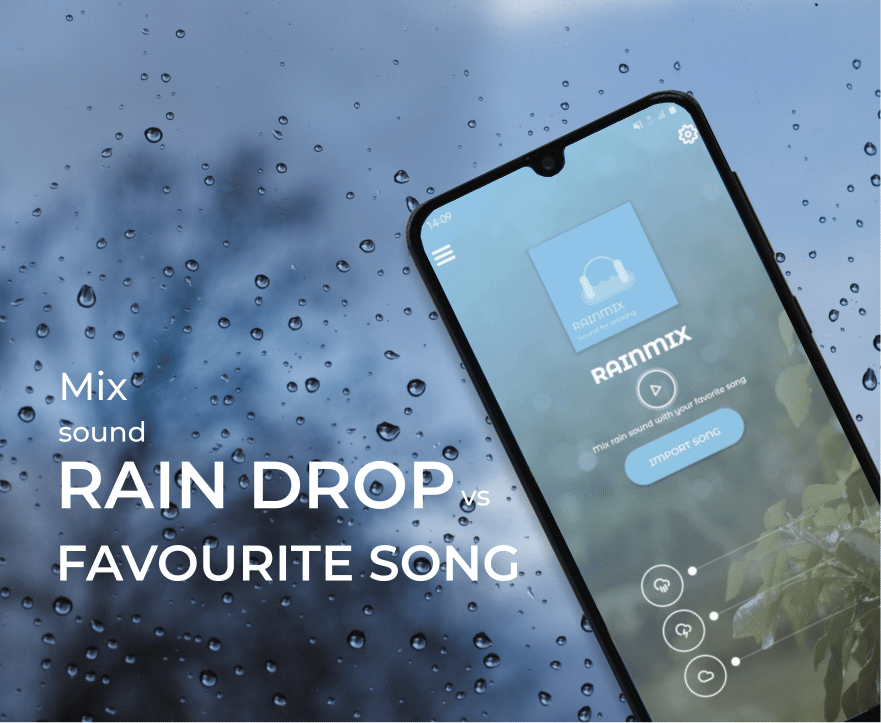 14:09
RAINMIX
Sound for relaxing
RAINMIX
mix rain sound with your favorite song
IMPORT SONG
Mix
sound
RAIN DROP vs
FAVOURITE SONG